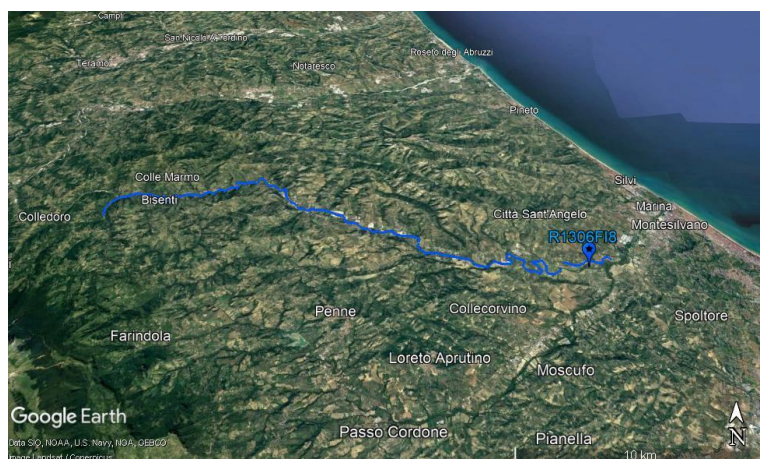 Campli
San Nicolò A Tordino
Roseto degli Abruzzi
Teramo
Notaresco
Pineto
Colle Marmo
Silvi
Bisenti
Marina
Colledoro
Città Sant'Angelo
Montesilvano
R1306FI8
Penne
Collecorvino
Spoltore
Farindola
Loreto Aprutino
Moscufo
Google Earth
Passo Cordone
Pianella
N
Data SIO, NOAA, U.S. Navy, NGA, GEBCO
Image Landsat / Copernicus
10 km